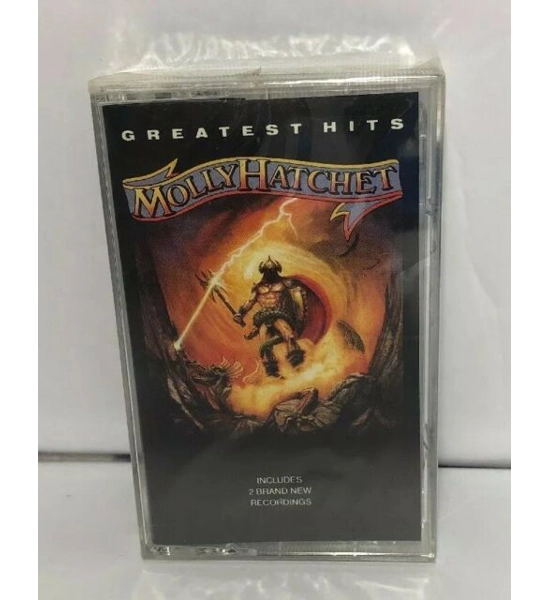 GREATEST HITS
MOLLY HATCHET
INCLUDES
2 BRAND NEW
RECORDINGS